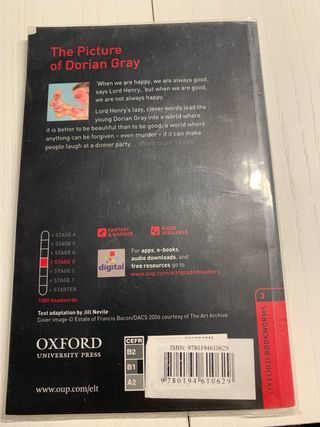 The Picture
of Dorian Gray
'When we are happy, we are always good,'
says Lord Henry, 'but when we are good,
we are not always happy.'
Lord Henry's lazy, clever words lead the
young Dorian Gray into a world where
it is better to be beautiful than to be good; a world where
anything can be forgiven – even murder – if it can make
people laugh at a dinner party.
+ STAGE 6
+ STAGE 5
+ STAGE 4
+ STAGE 3
+ STAGE 2
+ STAGE 1
+ STARTER
1000 Headwords
FANTASY
& HORROR
AUDIO
AVAILABLE
digital
For apps, e-books,
audio downloads, and
free resources go to
www.oup.com/elt/gradedreaders
Text adaptation by Jill Nevile
Cover image © Estate of Francis Bacon/DACS 2006 courtesy of The Art Archive
OXFORD
UNIVERSITY PRESS
www.oup.com/elt
CEFR
B2
B1
A2
ISBN: 9780194610629
9 780194 610629
3
OXFORD BOOKWORMS